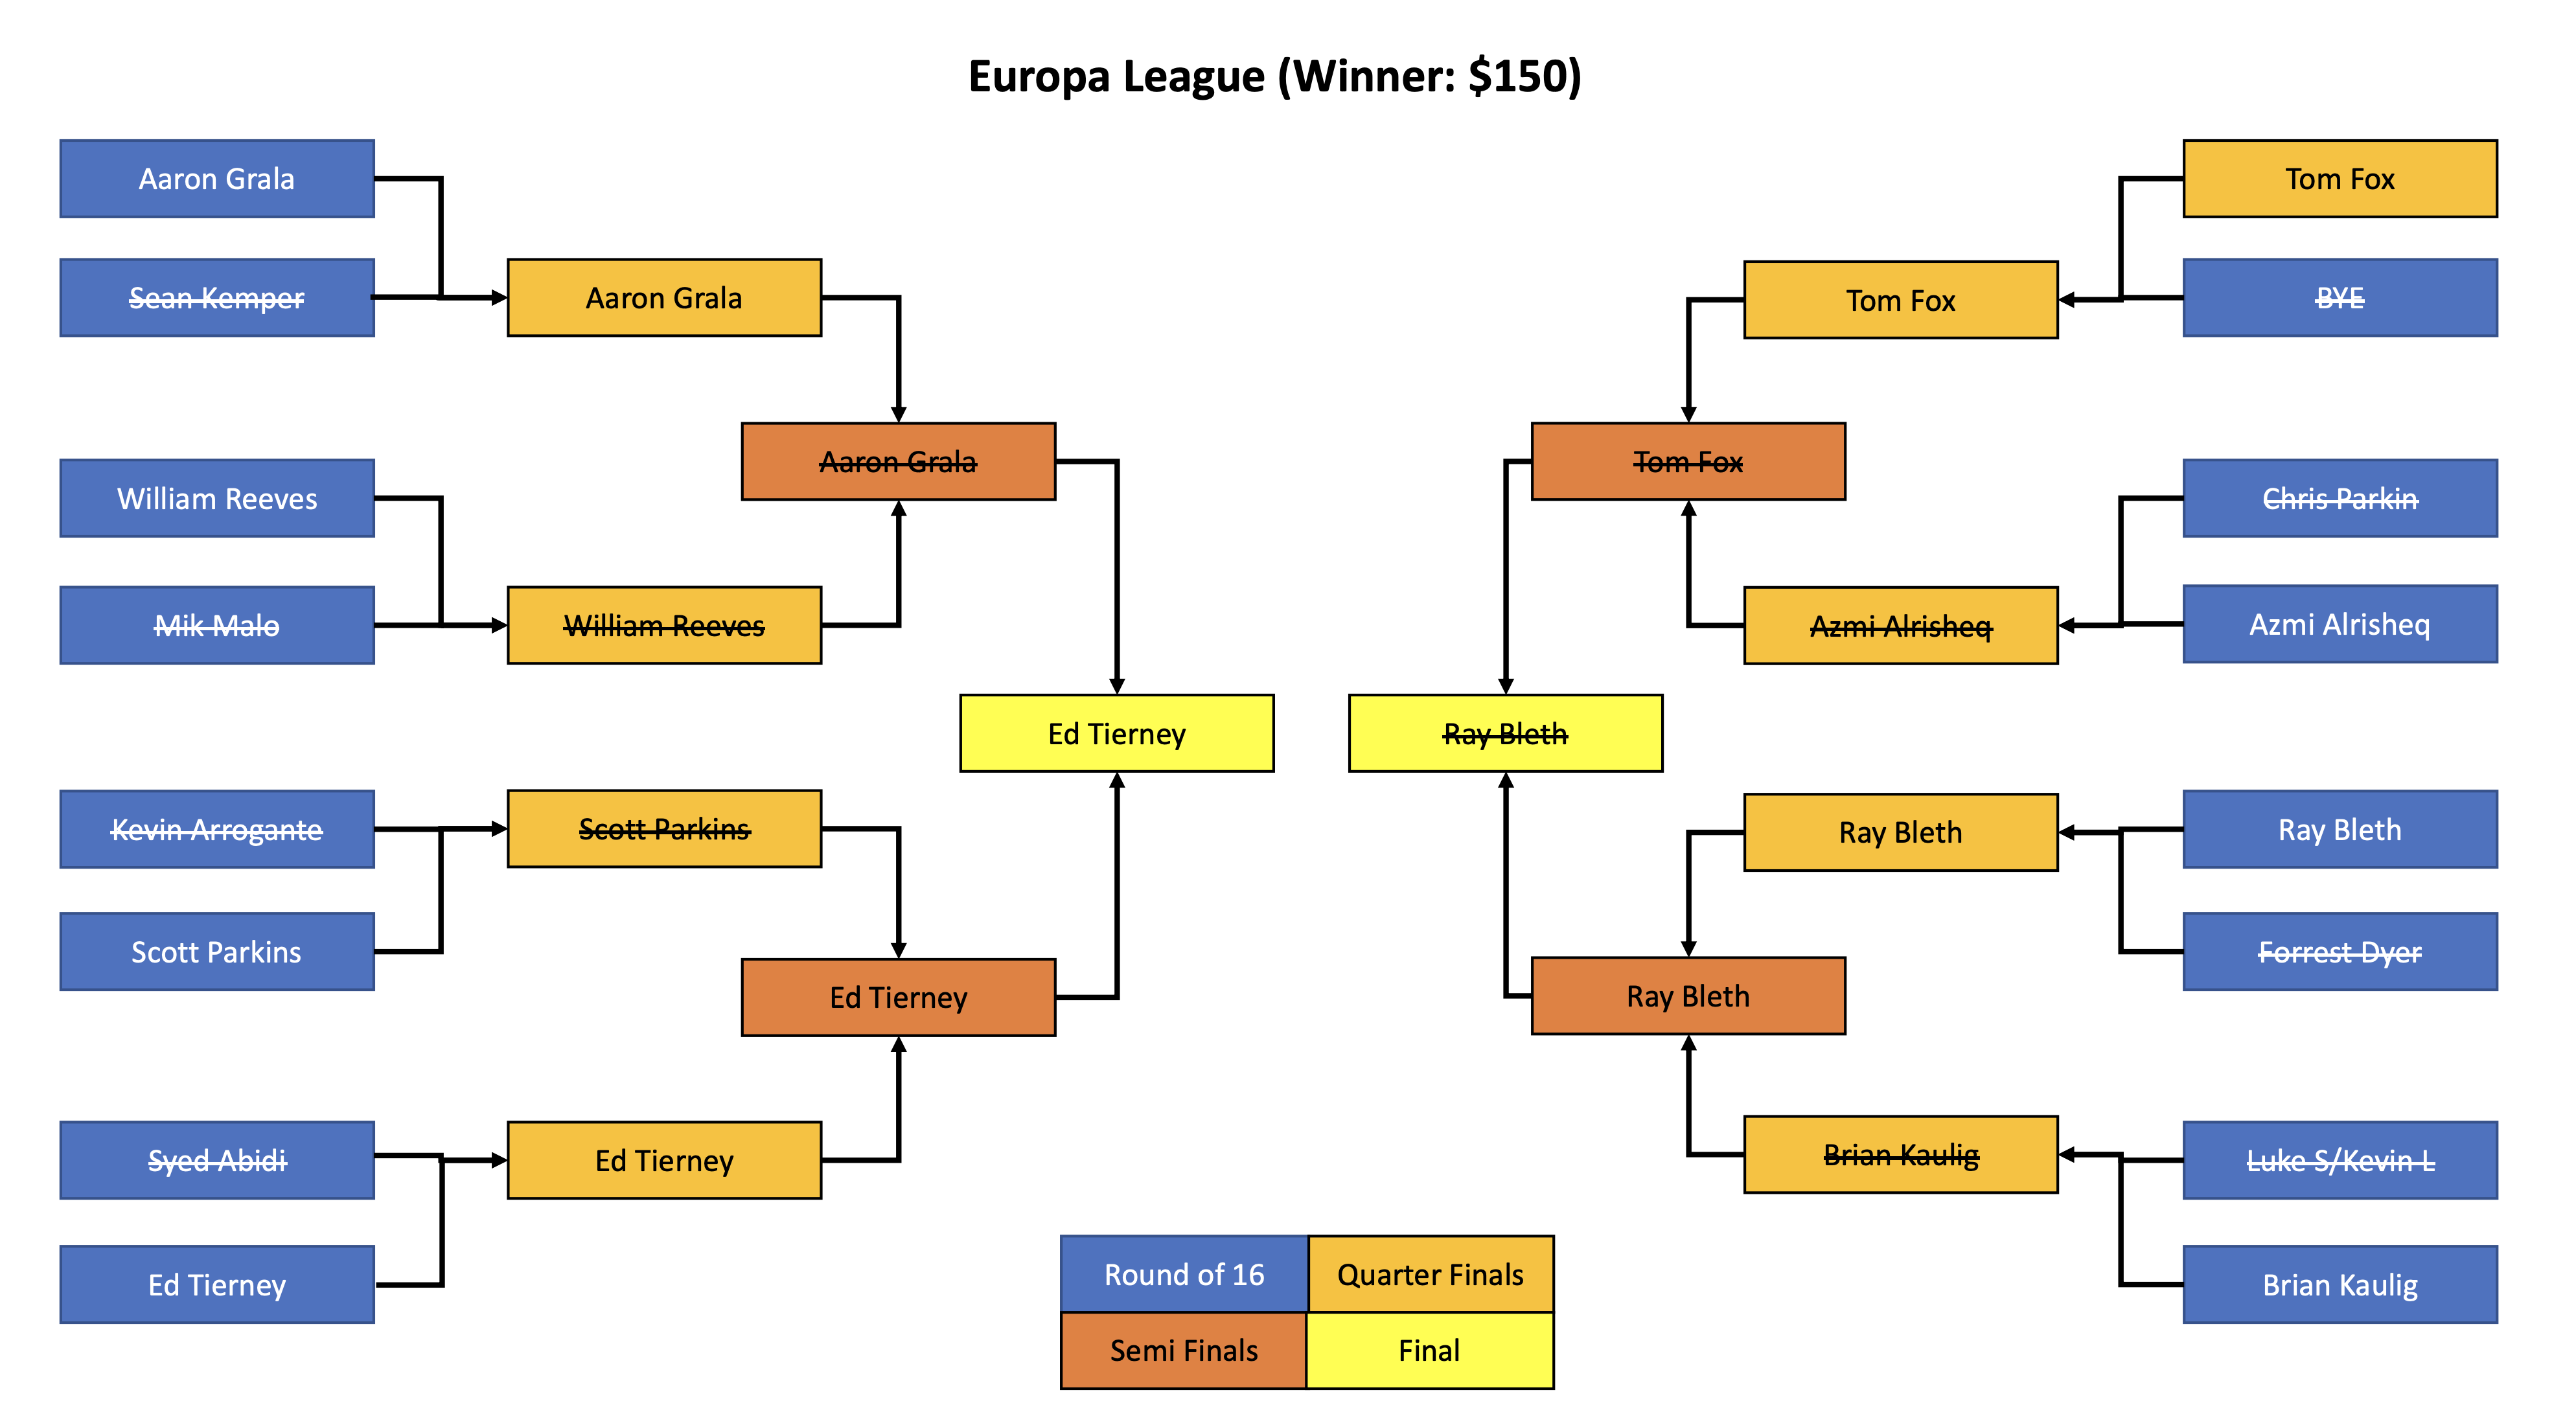 Europa League (Winner: $150)
Aaron Grala
Tom Fox
Sean Kemper
Aaron Grala
Tom Fox
BYE
Aaron Grala
Tom Fox
William Reeves
Chris Parkin
Mik Malo
William Reeves
Azmi Alrisheq
Azmi Alrisheq
Ed Tierney
Ray Bleth
Kevin Arrogante
Scott Parkins
Ray Bleth
Ray Bleth
Scott Parkins
Forrest Dyer
Ed Tierney
Ray Bleth
Syed Abidi
Ed Tierney
Brian Kaulig
Luke S/Kevin L
Ed Tierney
Brian Kaulig
Round of 16
Quarter Finals
Semi Finals
Final